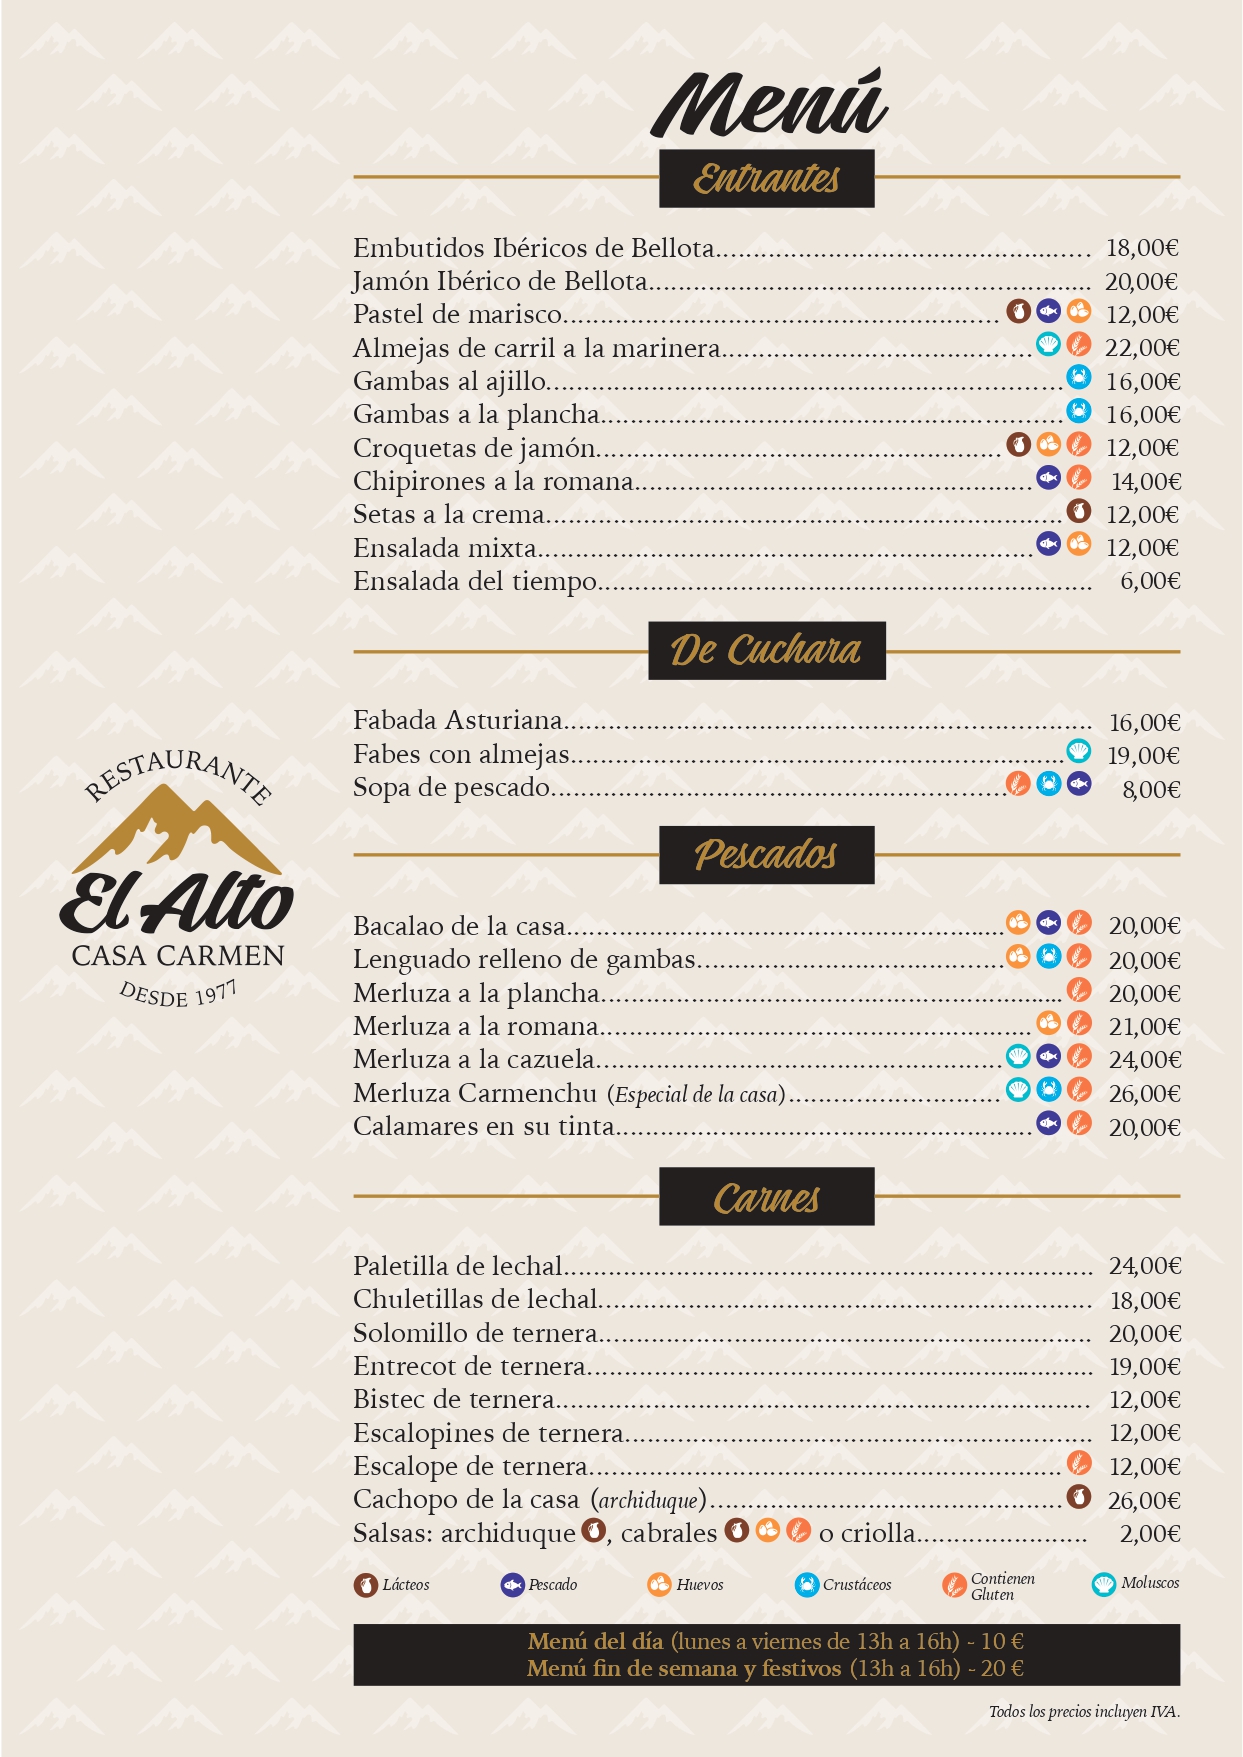 Menú
Entrantes
Embutidos Ibéricos de Bellota 18,00€
Jamón Ibérico de Bellota 20,00€
Pastel de marisco 12,00€
Almejas de carril a la marinera 22,00€
Gambas al ajillo 16,00€
Gambas a la plancha 16,00€
Croquetas de jamón 12,00€
Chipirones a la romana 14,00€
Setas a la crema 12,00€
Ensalada mixta 12,00€
Ensalada del tiempo 6,00€
De Cuchara
Fabada Asturiana 16,00€
Fabes con almejas 19,00€
Sopa de pescado 8,00€
RESTAURANTE
El Alto
CASA CARMEN
DESDE 1977
Pescados
Bacalao de la casa 20,00€
Lenguado relleno de gambas 20,00€
Merluza a la plancha 20,00€
Merluza a la romana 21,00€
Merluza a la cazuela 24,00€
Merluza Carmenchu (Especial de la casa) 26,00€
Calamares en su tinta 20,00€
Carnes
Paletilla de lechal 24,00€
Chuletillas de lechal 18,00€
Solomillo de ternera 20,00€
Entrecot de ternera 19,00€
Bistec de ternera 12,00€
Escalopines de ternera 12,00€
Escalope de ternera 12,00€
Cachopo de la casa (archiduque) 26,00€
Salsas: archiduque , cabrales o criolla 2,00€
Lácteos Pescado Huevos Crustáceos Contienen Gluten Moluscos
Menú del día (lunes a viernes de 13h a 16h) - 10 €
Menú fin de semana y festivos (13h a 16h) - 20 €
Todos los precios incluyen IVA.